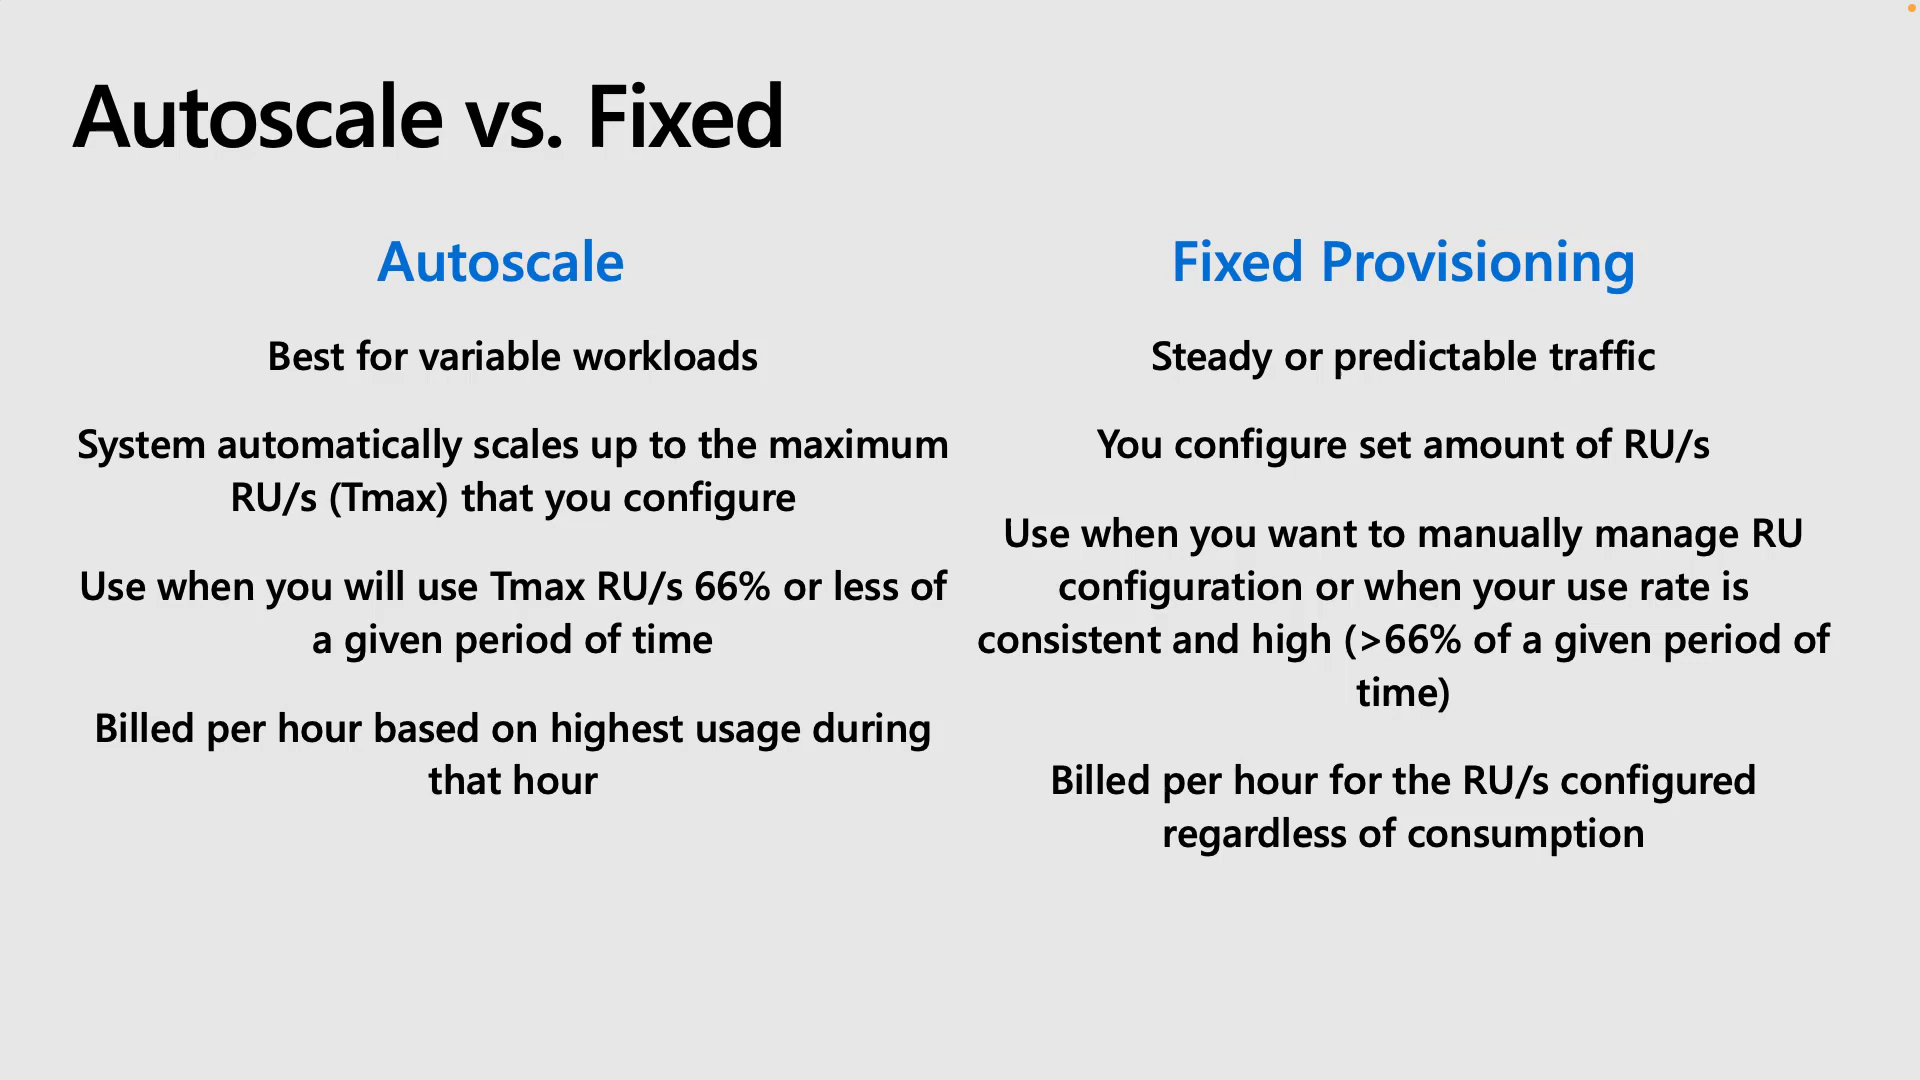 Autoscale vs. Fixed
Autoscale
Best for variable workloads
System automatically scales up to the maximum
RU/s (Tmax) that you configure
Use when you will use Tmax RU/s 66% or less of
a given period of time
Billed per hour based on highest usage during
that hour
Fixed Provisioning
Steady or predictable traffic
You configure set amount of RU/s
Use when you want to manually manage RU
configuration or when your use rate is
consistent and high (>66% of a given period of
time)
Billed per hour for the RU/s configured
regardless of consumption